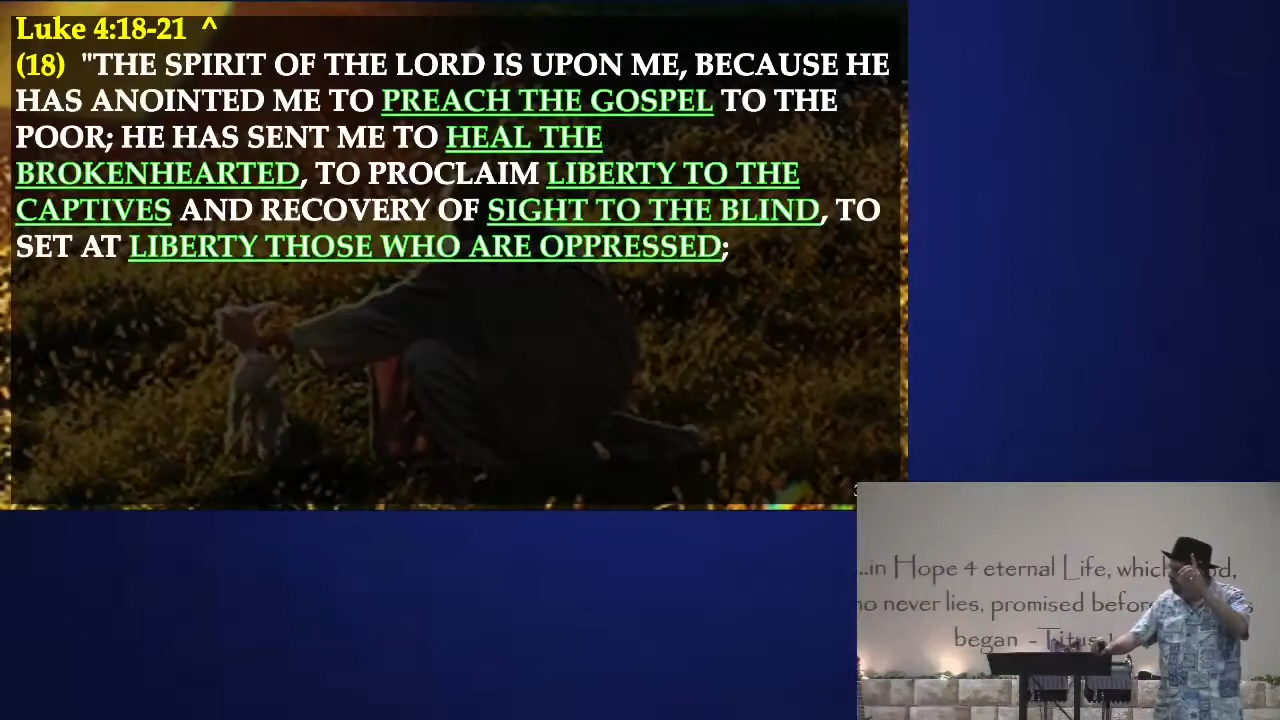 Luke 4:18-21 ^
(18) "THE SPIRIT OF THE LORD IS UPON ME, BECAUSE HE
HAS ANOINTED ME TO PREACH THE GOSPEL TO THE
POOR; HE HAS SENT ME TO HEAL THE
BROKENHEARTED, TO PROCLAIM LIBERTY TO THE
CAPTIVES AND RECOVERY OF SIGHT TO THE BLIND, TO
SET AT LIBERTY THOSE WHO ARE OPPRESSED;
...in Hope 4 eternal Life, which
never lies, promised
began - Titus